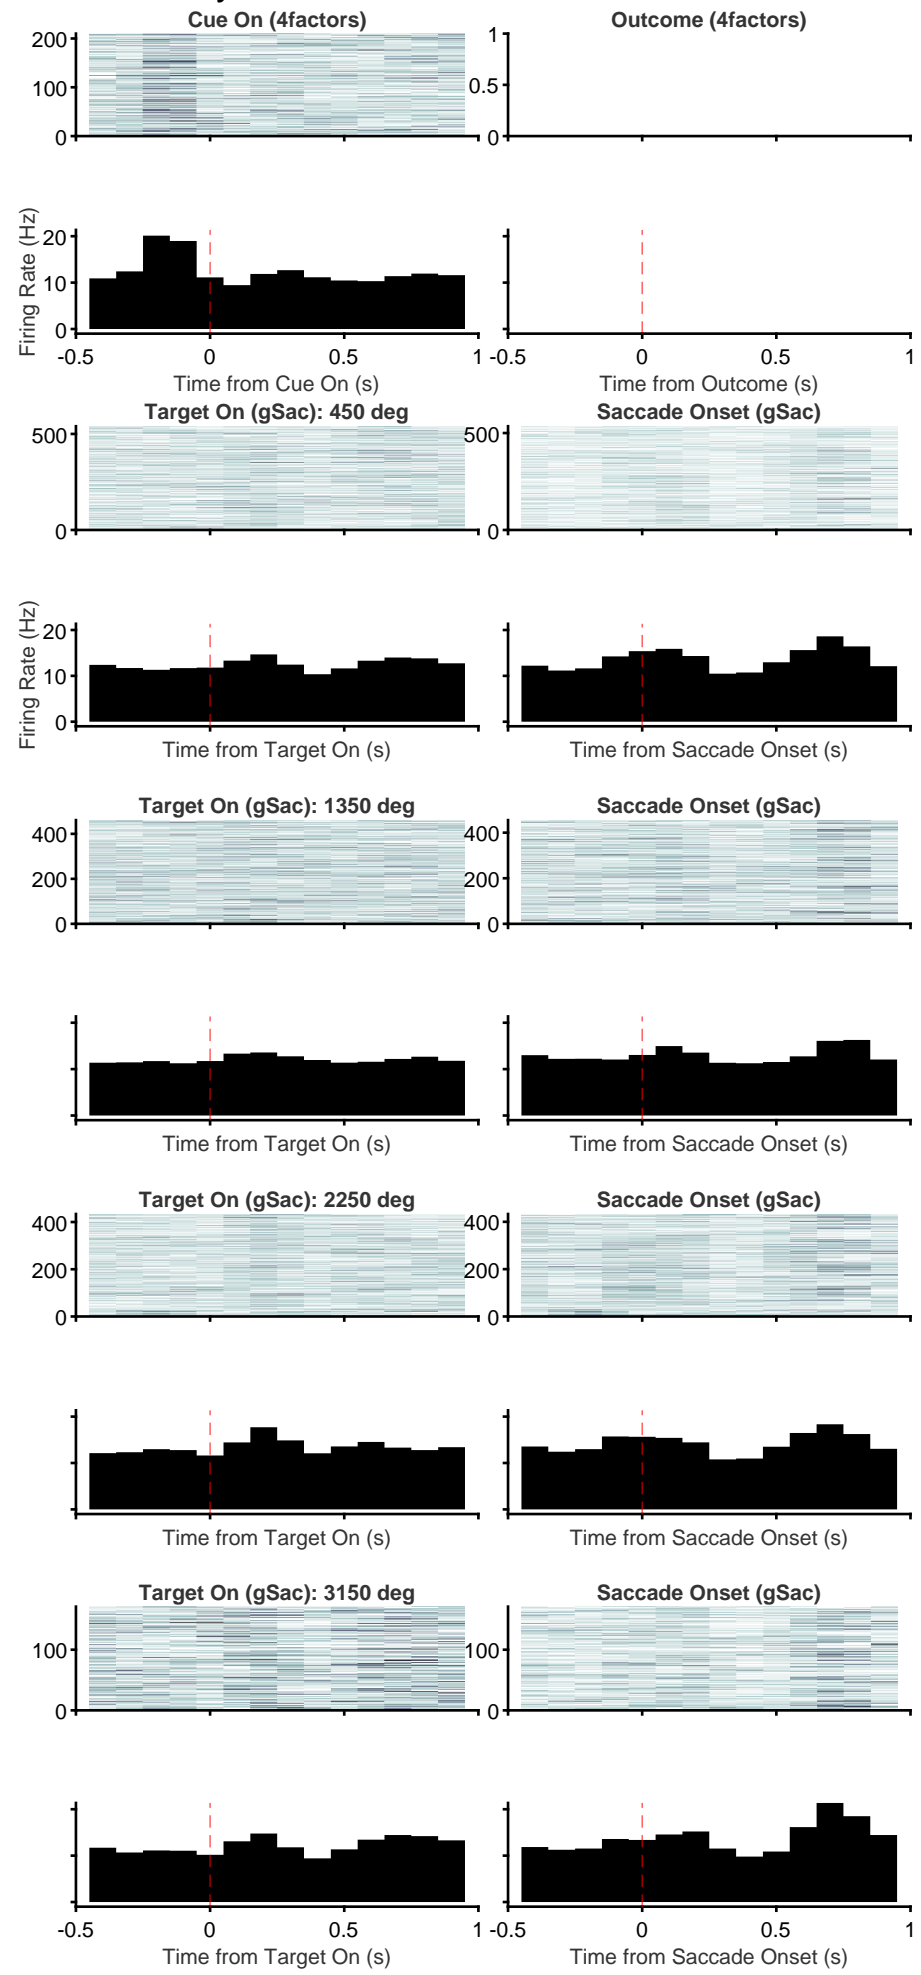 Cue On (4factors) Outcome (4factors)
200 1
100 0.5
0 0
Firing Rate (Hz)
20
10
0
-0.5 0 0.5 1 -0.5 0 0.5 1
Time from Cue On (s) Time from Outcome (s)
Target On (gSac): 450 deg Saccade Onset (gSac)
500 500
0 0
Firing Rate (Hz)
20
10
0
Time from Target On (s) Time from Saccade Onset (s)
Target On (gSac): 1350 deg Saccade Onset (gSac)
400 400
200 200
0 0
Time from Target On (s) Time from Saccade Onset (s)
Target On (gSac): 2250 deg Saccade Onset (gSac)
400 400
200 200
0 0
Time from Target On (s) Time from Saccade Onset (s)
Target On (gSac): 3150 deg Saccade Onset (gSac)
100 100
0 0
-0.5 0 0.5 1 -0.5 0 0.5 1
Time from Target On (s) Time from Saccade Onset (s)